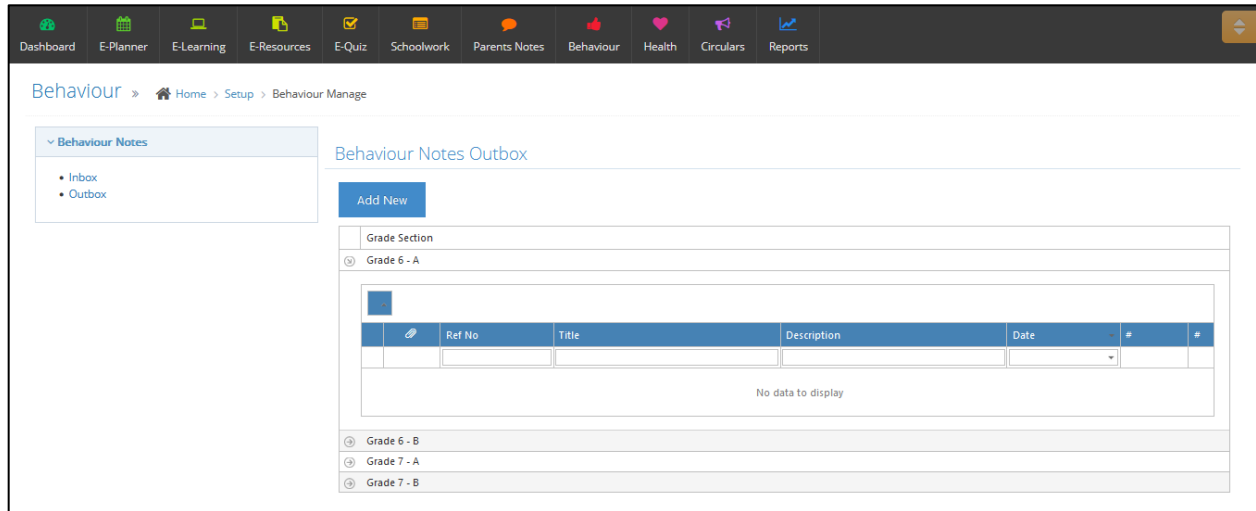 Dashboard E-Planner E-Learning E-Resources E-Quiz Schoolwork Parents Notes Behaviour Health Circulars Reports
Behaviour » Home > Setup > Behaviour Manage
Behaviour Notes
• Inbox
• Outbox
Behaviour Notes Outbox
Add New
Grade Section
Grade 6 - A
Ref No Title Description Date # #
No data to display
Grade 6 - B
Grade 7 - A
Grade 7 - B